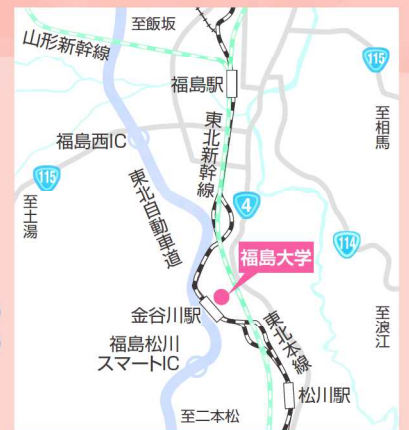 至飯坂
山形新幹線
115
福島駅
至相馬
福島西IC
東北新幹線
115
至土湯
東北自動車道
4
114
福島大学
金谷川駅
東北本線
至浪江
福島松川
スマートIC
松川駅
至二本松